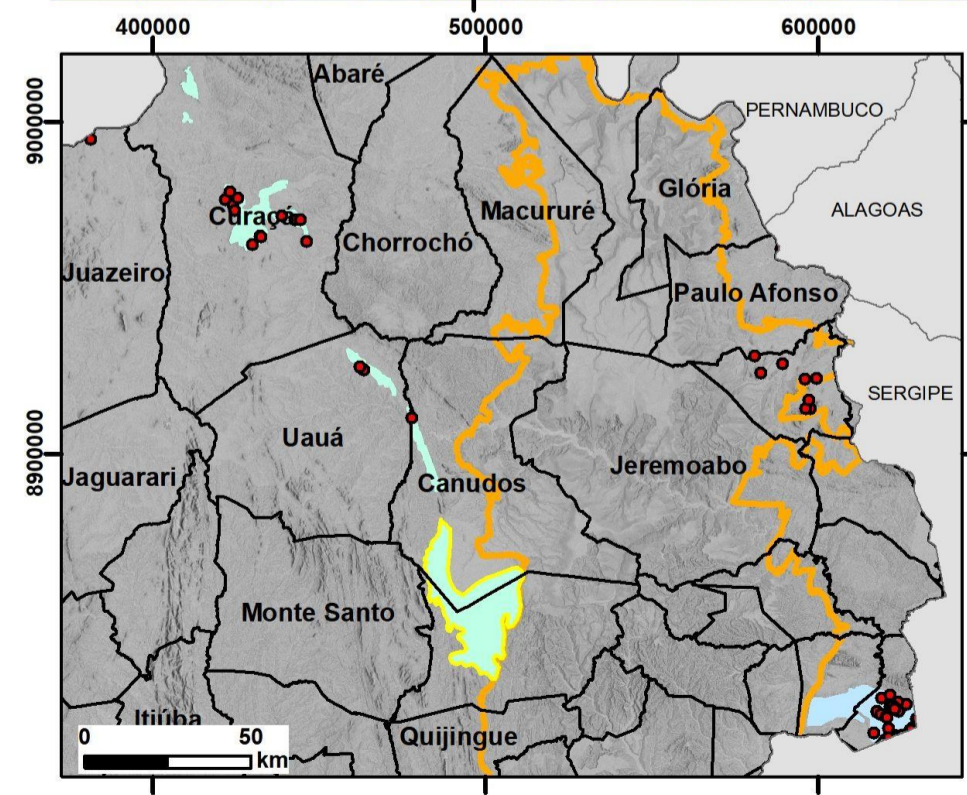 400000
500000
600000
9000000
8900000
Abaré
PERNAMBUCO
Glória
ALAGOAS
Curaçá
Macururé
Chorrochó
Juazeiro
Paulo Afonso
SERGIPE
Uauá
Jeremoabo
Jaguarari
Canudos
Monte Santo
Itiúba
Quijingue
0 50
km